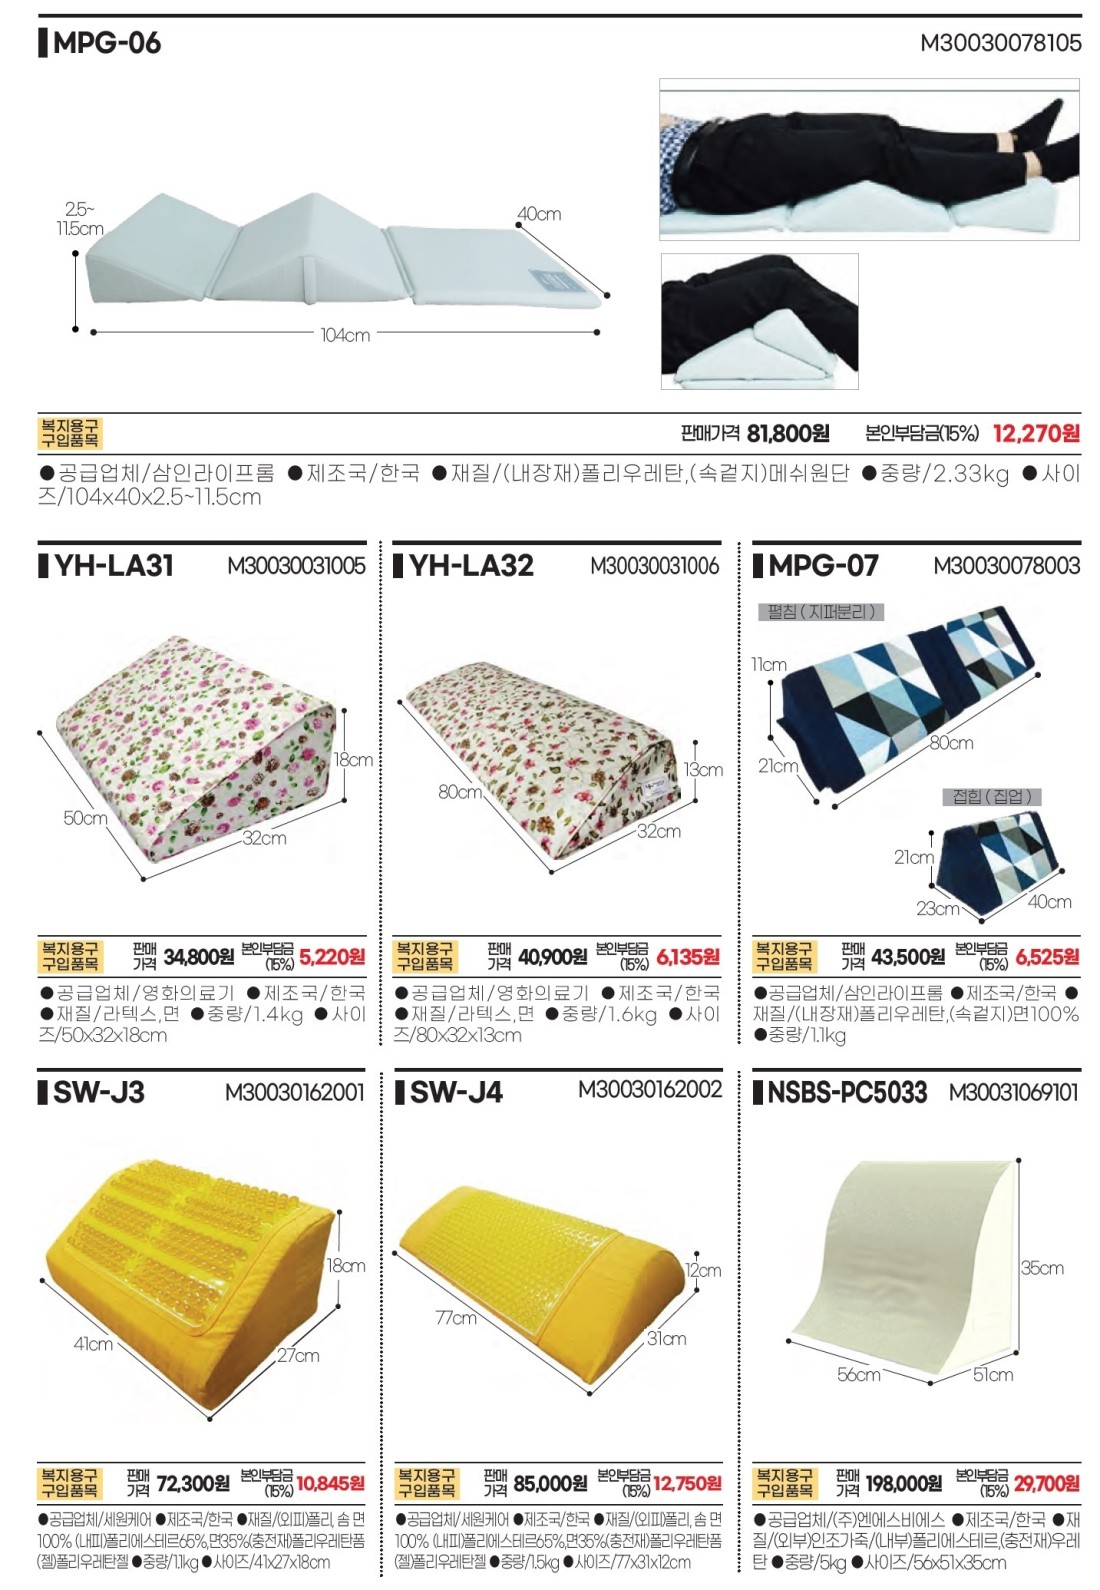 MPG-06 M30030078105
2.5~
11.5cm
40cm
104cm
복지용구
구입품목
판매가격 81,800원 본인부담금(15%) 12,270원
●공급업체/삼인라이프롬 ●제조국/한국 ●재질/(내장재)폴리우레탄,(속겉지)메쉬원단 ●중량/2.33kg ●사이
즈/104x40x2.5~11.5cm
YH-LA31 M30030031005
18cm
50cm
32cm
복지용구
구입품목
판매
가격 34,800원 본인부담금
(15%) 5,220원
●공급업체/영화의료기 ●제조국/한국
●재질/라텍스,면 ●중량/1.4kg ●사이
즈/50x32x18cm
YH-LA32 M30030031006
13cm
80cm
32cm
복지용구
구입품목
판매
가격 40,900원 본인부담금
(15%) 6,135원
●공급업체/영화의료기 ●제조국/한국
●재질/라텍스,면 ●중량/1.6kg ●사이
즈/80x32x13cm
MPG-07 M30030078003
펼침 ( 지퍼분리 )
11cm
80cm
21cm
접힘 ( 집업 )
21cm
23cm
40cm
복지용구
구입품목
판매
가격 43,500원 본인부담금
(15%) 6,525원
●공급업체/삼인라이프롬 ●제조국/한국 ●
재질/(내장재)폴리우레탄,(속겉지)면100%
●중량/1.1kg
SW-J3 M30030162001
18cm
41cm
27cm
복지용구
구입품목
판매
가격 72,300원 본인부담금
(15%) 10,845원
●공급업체/세원케어 ●제조국/한국 ●재질/(외피)폴리, 솜 면
100% (내피)폴리에스테르65%,면35%(충전재)폴리우레탄폼
(젤)폴리우레탄젤 ●중량/1.1kg ●사이즈/41x27x18cm
SW-J4 M30030162002
12cm
77cm
31cm
복지용구
구입품목
판매
가격 85,000원 본인부담금
(15%) 12,750원
●공급업체/세원케어 ●제조국/한국 ●재질/(외피)폴리, 솜 면
100% (내피)폴리에스테르65%,면35%(충전재)폴리우레탄폼
(젤)폴리우레탄젤 ●중량/1.5kg ●사이즈/77x31x12cm
NSBS-PC5033 M30031069101
35cm
56cm
51cm
복지용구
구입품목
판매
가격 198,000원 본인부담금
(15%) 29,700원
●공급업체/(주)엔에스비에스 ●제조국/한국 ●재
질/(외부)인조가죽/(내부)폴리에스테르,(충전재)우레
탄 ●중량/5kg ●사이즈/56x51x35cm